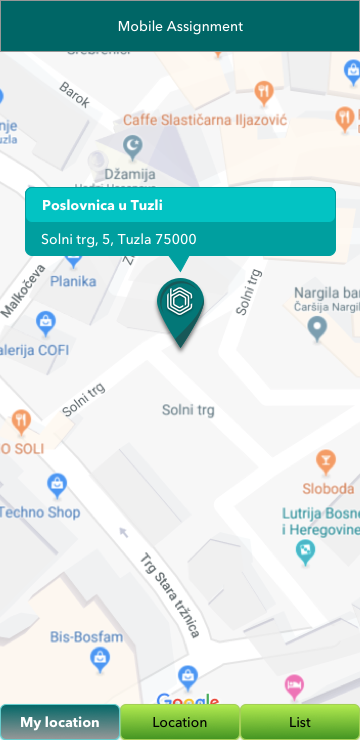 Mobile Assignment
Barok
Caffe Slastičarna Iljazović
Džamija
Poslovnica u Tuzli
Solni trg, 5, Tuzla 75000
Planika
Malkočeva
Solni trg
Nargila bar
Čaršija Nargil
alerija COFI
Solni trg
Solni trg
O SOLI
Sloboda
Techno Shop
Lutrija Bosne
i Heregovine
Trg Stara tržnica
Bis-Bosfam
Google
My location
Location
List